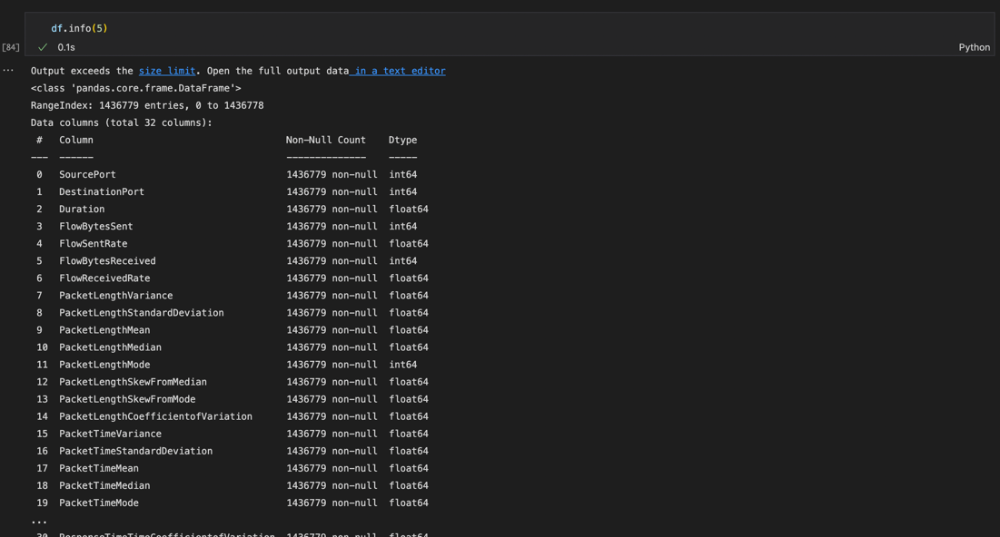 df.info(5)
[84] 0.1s Python
... Output exceeds the size limit. Open the full output data in a text editor
<class 'pandas.core.frame.DataFrame'>
RangeIndex: 1436779 entries, 0 to 1436778
Data columns (total 32 columns):
 #   Column                                  Non-Null Count    Dtype
---  ------                                  --------------    -----
 0   SourcePort                              1436779 non-null  int64
 1   DestinationPort                         1436779 non-null  int64
 2   Duration                                1436779 non-null  float64
 3   FlowBytesSent                           1436779 non-null  int64
 4   FlowSentRate                            1436779 non-null  float64
 5   FlowBytesReceived                       1436779 non-null  int64
 6   FlowReceivedRate                        1436779 non-null  float64
 7   PacketLengthVariance                    1436779 non-null  float64
 8   PacketLengthStandardDeviation           1436779 non-null  float64
 9   PacketLengthMean                        1436779 non-null  float64
 10  PacketLengthMedian                      1436779 non-null  float64
 11  PacketLengthMode                        1436779 non-null  int64
 12  PacketLengthSkewFromMedian              1436779 non-null  float64
 13  PacketLengthSkewFromMode                1436779 non-null  float64
 14  PacketLengthCoefficientofVariation      1436779 non-null  float64
 15  PacketTimeVariance                      1436779 non-null  float64
 16  PacketTimeStandardDeviation             1436779 non-null  float64
 17  PacketTimeMean                          1436779 non-null  float64
 18  PacketTimeMedian                        1436779 non-null  float64
 19  PacketTimeMode                          1436779 non-null  float64
...
 30  ResponseTimeTimeCoefficientofVariation  1436779 non-null  float64